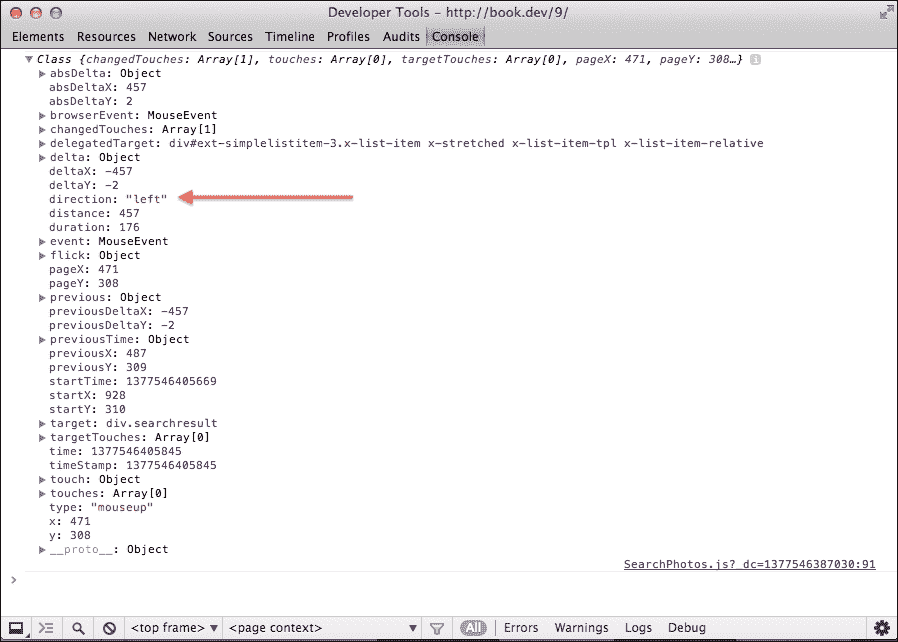 Developer Tools - http://book.dev/9/
Elements Resources Network Sources Timeline Profiles Audits Console
Class {changedTouches: Array[1], touches: Array[0], targetTouches: Array[0], pageX: 471, pageY: 308…} i
absDelta: Object
absDeltaX: 457
absDeltaY: 2
browserEvent: MouseEvent
changedTouches: Array[1]
delegatedTarget: div#ext-simplelistitem-3.x-list-item x-stretched x-list-item-tpl x-list-item-relative
delta: Object
deltaX: -457
deltaY: -2
direction: "left"
distance: 457
duration: 176
event: MouseEvent
flick: Object
pageX: 471
pageY: 308
previous: Object
previousDeltaX: -457
previousDeltaY: -2
previousTime: Object
previousX: 487
previousY: 309
startTime: 1377546405669
startX: 928
startY: 310
target: div.searchresult
targetTouches: Array[0]
time: 1377546405845
timeStamp: 1377546405845
touch: Object
touches: Array[0]
type: "mouseup"
x: 471
y: 308
__proto__: Object
SearchPhotos.js?_dc=1377546387030:91
<top frame> <page context> All Errors Warnings Logs Debug